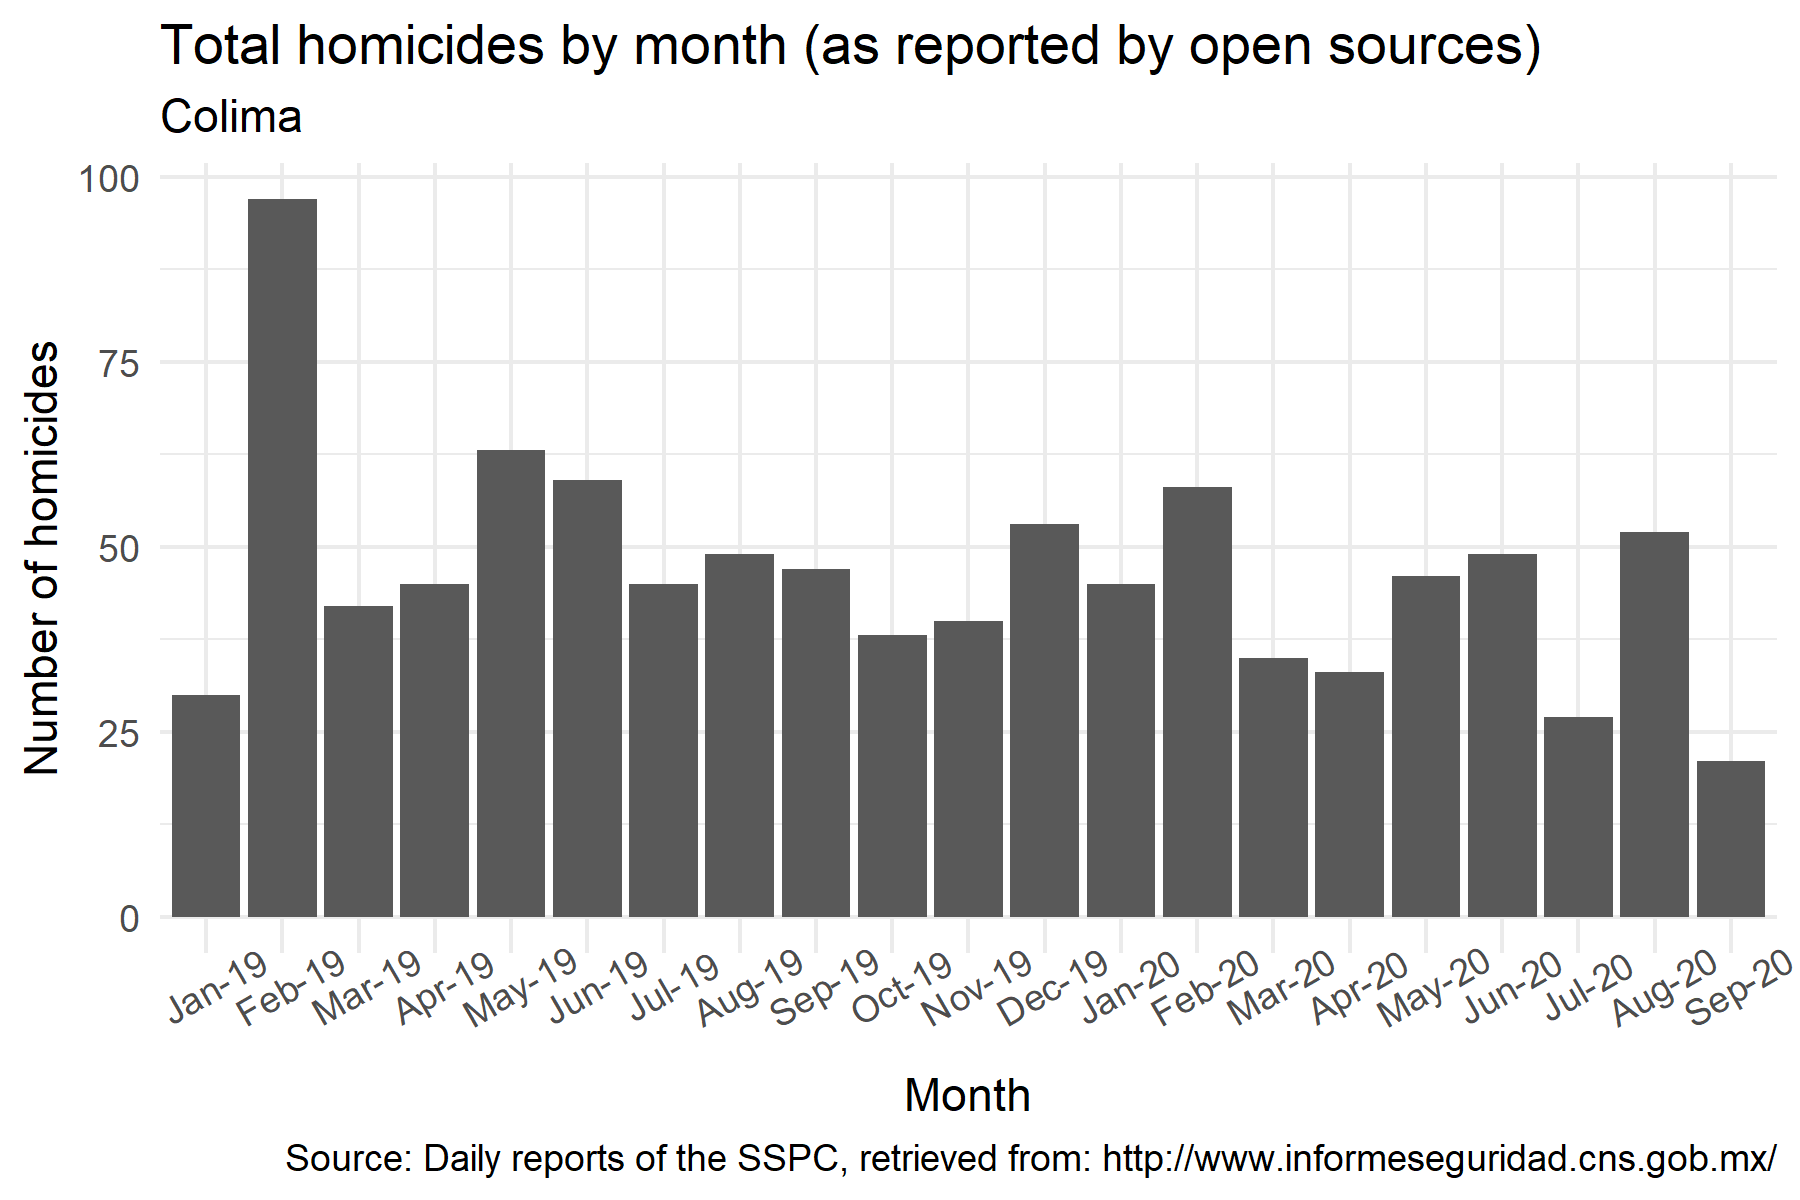 Total homicides by month (as reported by open sources)
Colima
100
75
50
25
0
Number of homicides
Jan-19
Feb-19
Mar-19
Apr-19
May-19
Jun-19
Jul-19
Aug-19
Sep-19
Oct-19
Nov-19
Dec-19
Jan-20
Feb-20
Mar-20
Apr-20
May-20
Jun-20
Jul-20
Aug-20
Sep-20
Month
Source: Daily reports of the SSPC, retrieved from: http://www.informeseguridad.cns.gob.mx/